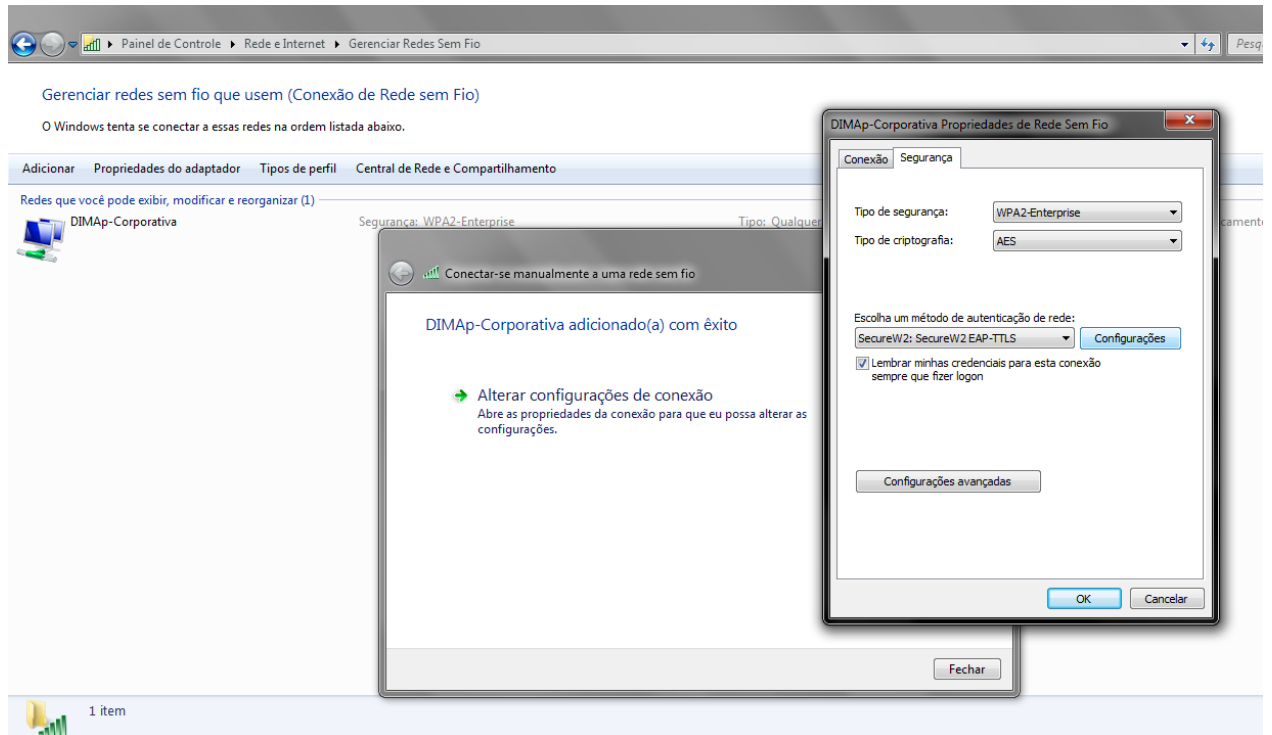 Painel de Controle ▸ Rede e Internet ▸ Gerenciar Redes Sem Fio
Gerenciar redes sem fio que usem (Conexão de Rede sem Fio)
O Windows tenta se conectar a essas redes na ordem listada abaixo.
Adicionar Propriedades do adaptador Tipos de perfil Central de Rede e Compartilhamento
Redes que você pode exibir, modificar e reorganizar (1)
DIMAp-Corporativa Segurança: WPA2-Enterprise Tipo: Qualquer
Conectar-se manualmente a uma rede sem fio
DIMAp-Corporativa adicionado(a) com êxito
Alterar configurações de conexão
Abre as propriedades da conexão para que eu possa alterar as
configurações.
Fechar
DIMAp-Corporativa Propriedades de Rede Sem Fio
Conexão Segurança
Tipo de segurança: WPA2-Enterprise
Tipo de criptografia: AES
Escolha um método de autenticação de rede:
SecureW2: SecureW2 EAP-TTLS Configurações
Lembrar minhas credenciais para esta conexão
sempre que fizer logon
Configurações avançadas
OK Cancelar
1 item